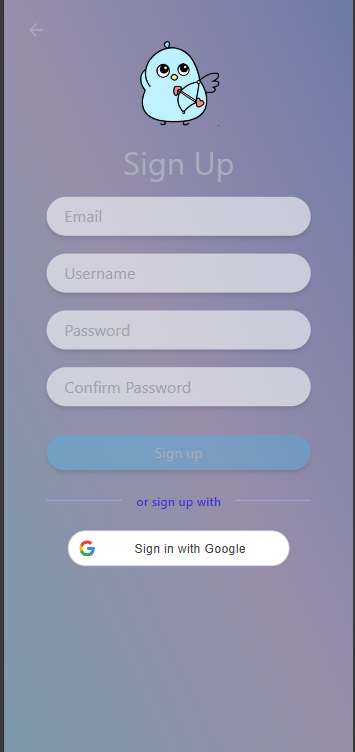 Sign Up
Email
Username
Password
Confirm Password
Sign up
or sign up with
Sign in with Google